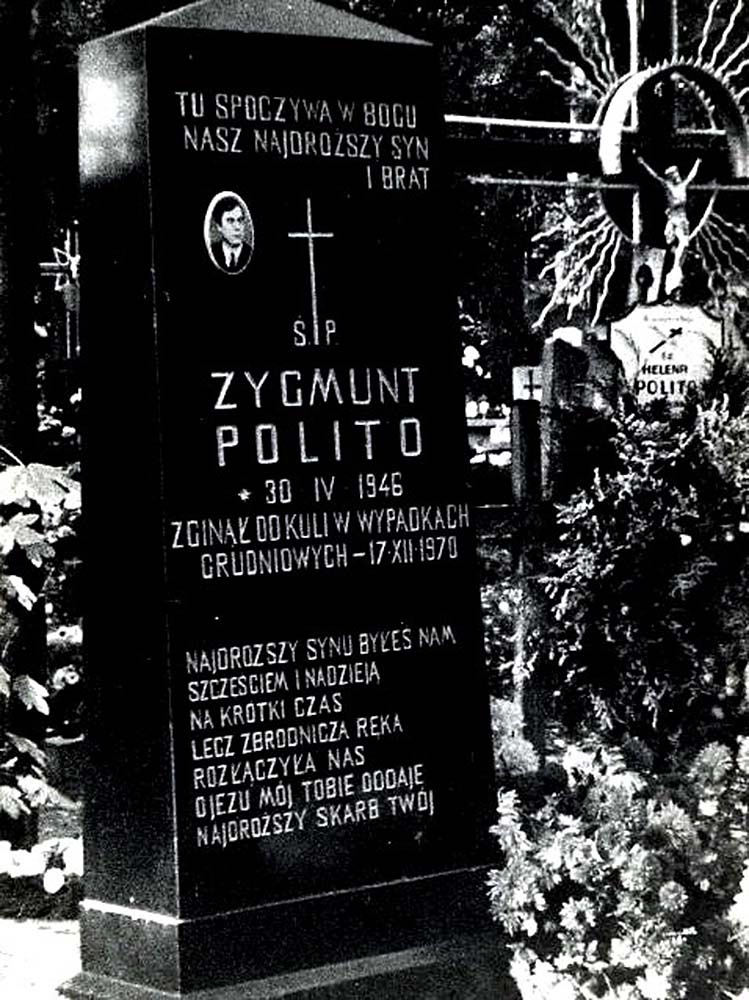 TU SPOCZYWA W BOGU
NASZ NAJDROŻSZY SYN
I BRAT
Ś.P.
ZYGMUNT
POLITO
* 30 IV 1946
ZGINĄŁ OD KULI W WYPADKACH
GRUDNIOWYCH – 17·XII·1970
NAJDROZSZY SYNU BYŁEŚ NAM
SZCZESCIEM I NADZIEJĄ
NA KRÓTKI CZAS
LECZ ZBRODNICZA RĘKA
ROZŁĄCZYŁA NAS
O JEZU MÓJ TOBIE ODDAJĘ
NAJDROŻSZY SKARB TWÓJ
HELENA
POLITO